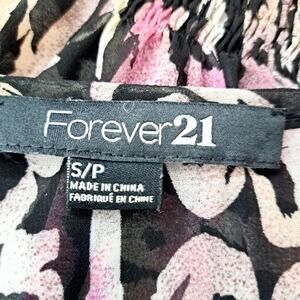 Forever21
S/P
MADE IN CHINA
FABRIQUÉ EN CHINE